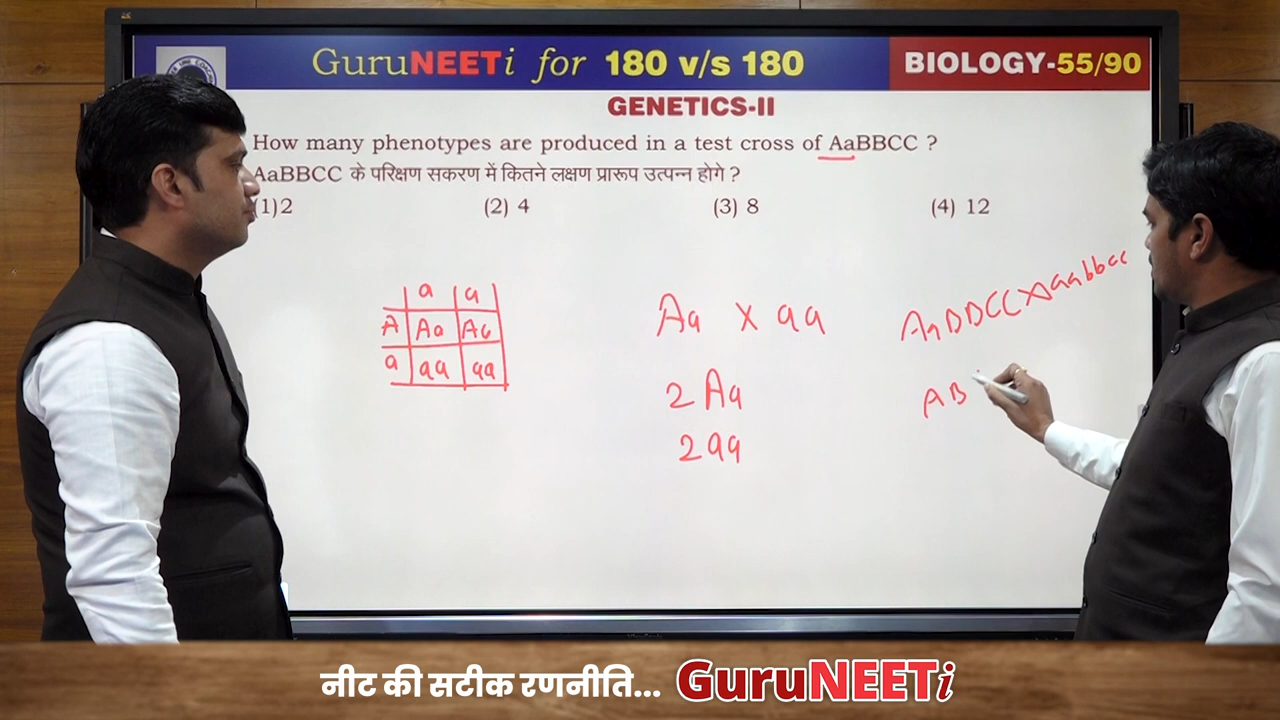 GuruNEETi for 180 v/s 180 BIOLOGY-55/90
GENETICS-II
How many phenotypes are produced in a test cross of AaBBCC ?
AaBBCC के परिक्षण सकरण में कितने लक्षण प्रारूप उत्पन्न होगे ?
(1)2 (2) 4 (3) 8 (4) 12
a a
A Aa Aa
a aa aa
Aa x aa
2 Aa
2 aa
AaBBCC x aabbcc
AB
नीट की सटीक रणनीति... GuruNEETi